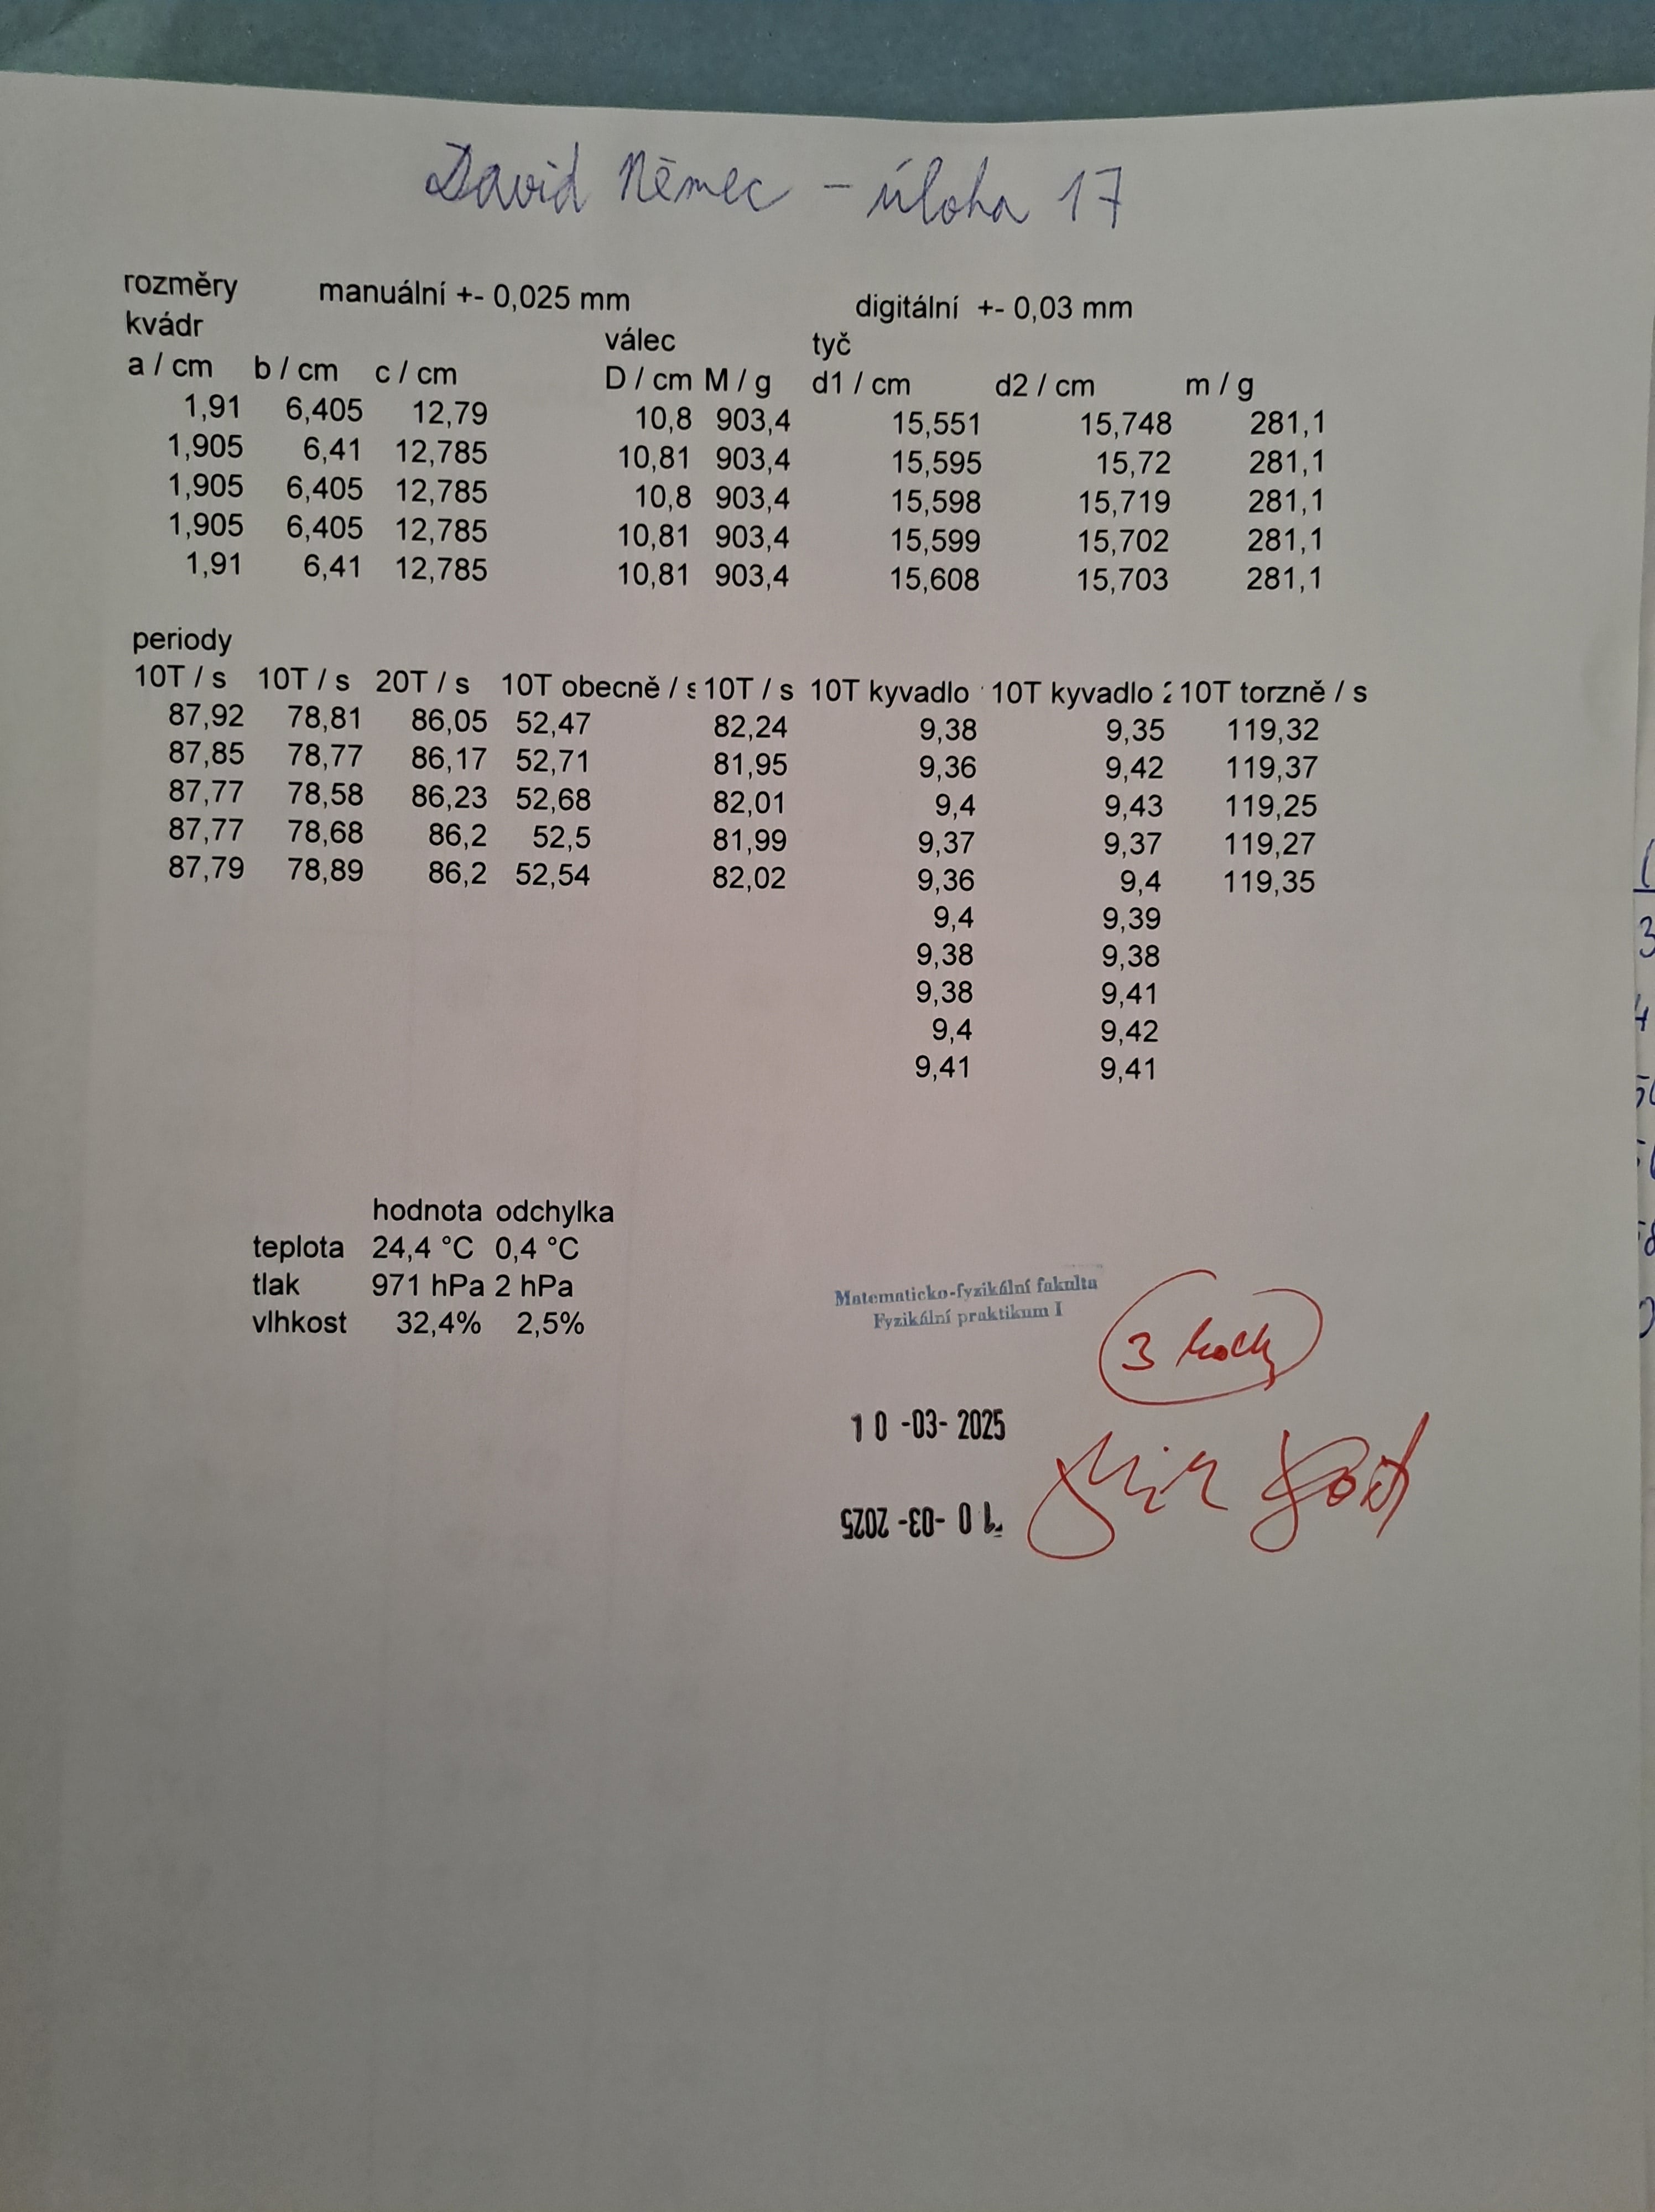 David Němec - úloha 17
rozměry manuální +- 0,025 mm digitální +- 0,03 mm
kvádr válec tyč
a / cm b / cm c / cm D / cm M / g d1 / cm d2 / cm m / g
1,91 6,405 12,79 10,8 903,4 15,551 15,748 281,1
1,905 6,41 12,785 10,81 903,4 15,595 15,72 281,1
1,905 6,405 12,785 10,8 903,4 15,598 15,719 281,1
1,905 6,405 12,785 10,81 903,4 15,599 15,702 281,1
1,91 6,41 12,785 10,81 903,4 15,608 15,703 281,1
periody
10T / s 10T / s 20T / s 10T obecně / s 10T / s 10T kyvadlo 10T kyvadlo 2 10T torzně / s
87,92 78,81 86,05 52,47 82,24 9,38 9,35 119,32
87,85 78,77 86,17 52,71 81,95 9,36 9,42 119,37
87,77 78,58 86,23 52,68 82,01 9,4 9,43 119,25
87,77 78,68 86,2 52,5 81,99 9,37 9,37 119,27
87,79 78,89 86,2 52,54 82,02 9,36 9,4 119,35
9,4 9,39
9,38 9,38
9,38 9,41
9,4 9,42
9,41 9,41
hodnota odchylka
teplota 24,4 °C 0,4 °C
tlak 971 hPa 2 hPa
vlhkost 32,4% 2,5%
Matematicko-fyzikální fakulta
Fyzikální praktikum I
3 body
10 -03- 2025
10 -03- 2025